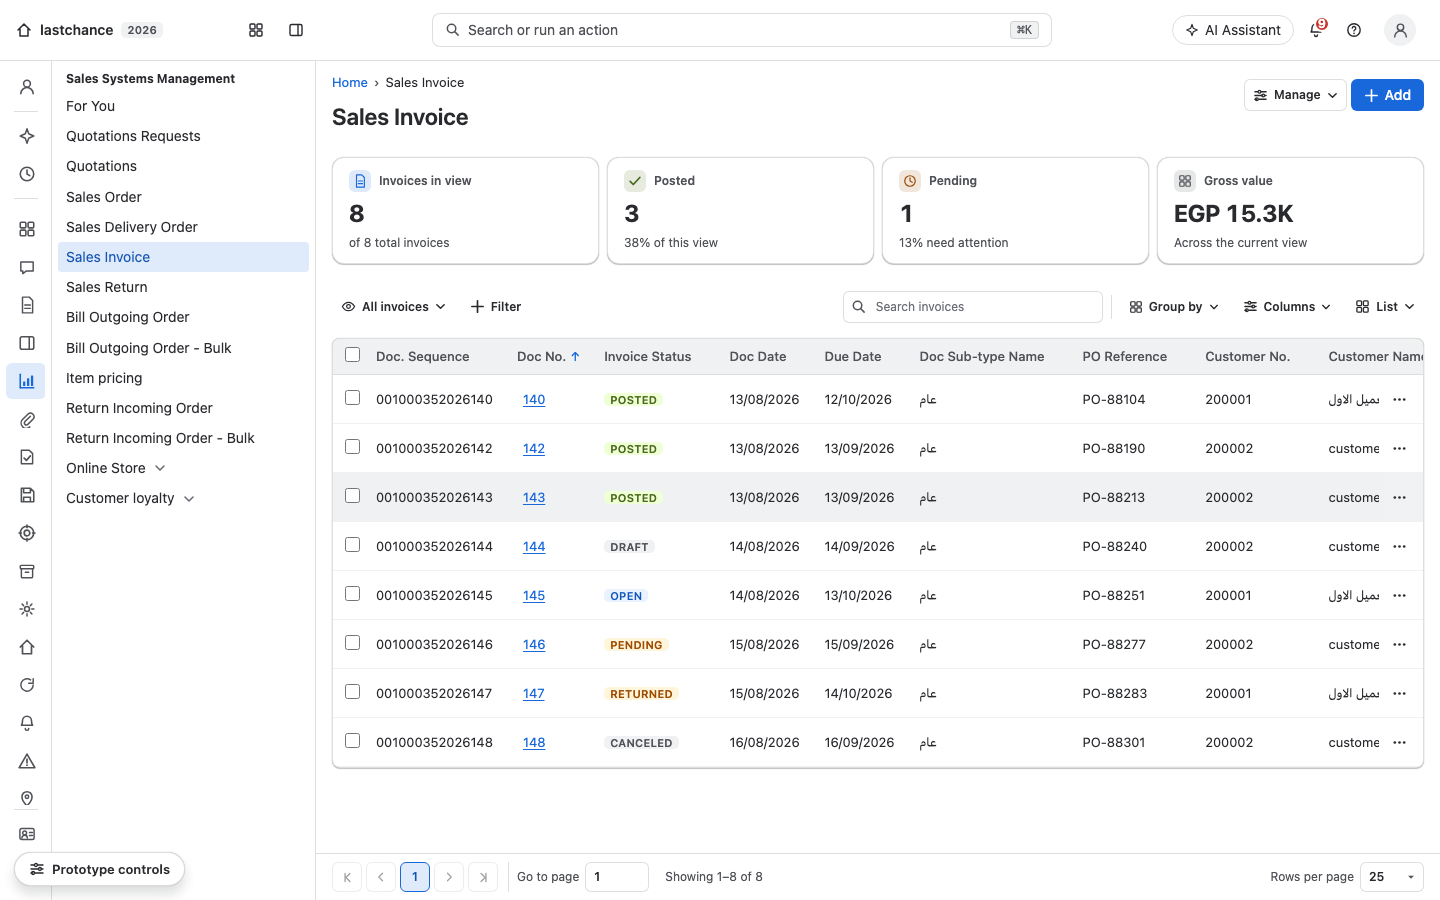 lastchance 2026
Search or run an action ⌘K
AI Assistant 9
Sales Systems Management
For You
Quotations Requests
Quotations
Sales Order
Sales Delivery Order
Sales Invoice
Sales Return
Bill Outgoing Order
Bill Outgoing Order - Bulk
Item pricing
Return Incoming Order
Return Incoming Order - Bulk
Online Store
Customer loyalty
Prototype controls
Home › Sales Invoice
Sales Invoice
Manage
Add
Invoices in view
8
of 8 total invoices
Posted
3
38% of this view
Pending
1
13% need attention
Gross value
EGP 15.3K
Across the current view
All invoices
Filter
Search invoices
Group by
Columns
List
Doc. Sequence Doc No. ↑ Invoice Status Doc Date Due Date Doc Sub-type Name PO Reference Customer No. Customer Name
001000352026140 140 POSTED 13/08/2026 12/10/2026 عام PO-88104 200001 عميل الاول ...
001000352026142 142 POSTED 13/08/2026 13/09/2026 عام PO-88190 200002 custome ...
001000352026143 143 POSTED 13/08/2026 13/09/2026 عام PO-88213 200002 custome ...
001000352026144 144 DRAFT 14/08/2026 14/09/2026 عام PO-88240 200002 custome ...
001000352026145 145 OPEN 14/08/2026 13/10/2026 عام PO-88251 200001 عميل الاول ...
001000352026146 146 PENDING 15/08/2026 15/09/2026 عام PO-88277 200002 custome ...
001000352026147 147 RETURNED 15/08/2026 14/10/2026 عام PO-88283 200001 عميل الاول ...
001000352026148 148 CANCELED 16/08/2026 16/09/2026 عام PO-88301 200002 custome ...
1
Go to page 1
Showing 1–8 of 8
Rows per page 25